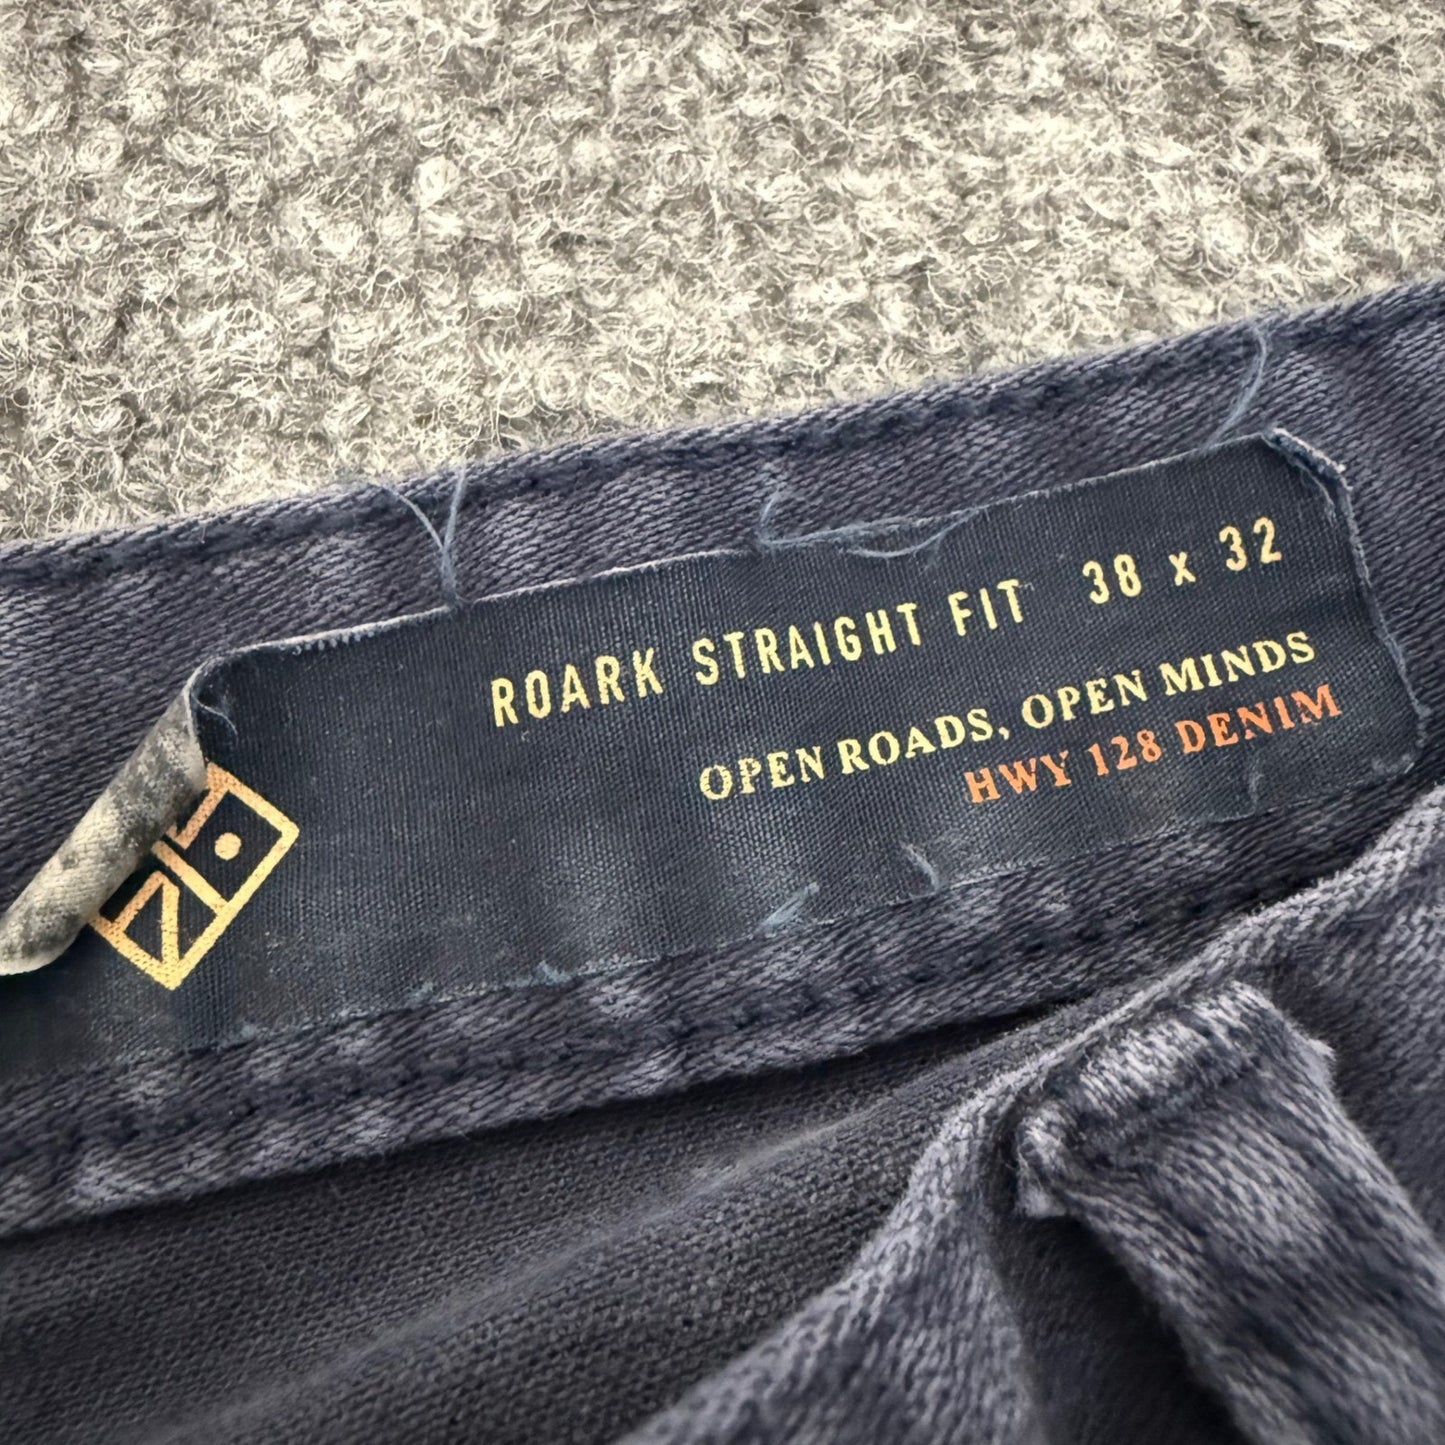 ROARK STRAIGHT FIT 38 x 32
OPEN ROADS, OPEN MINDS
HWY 128 DENIM